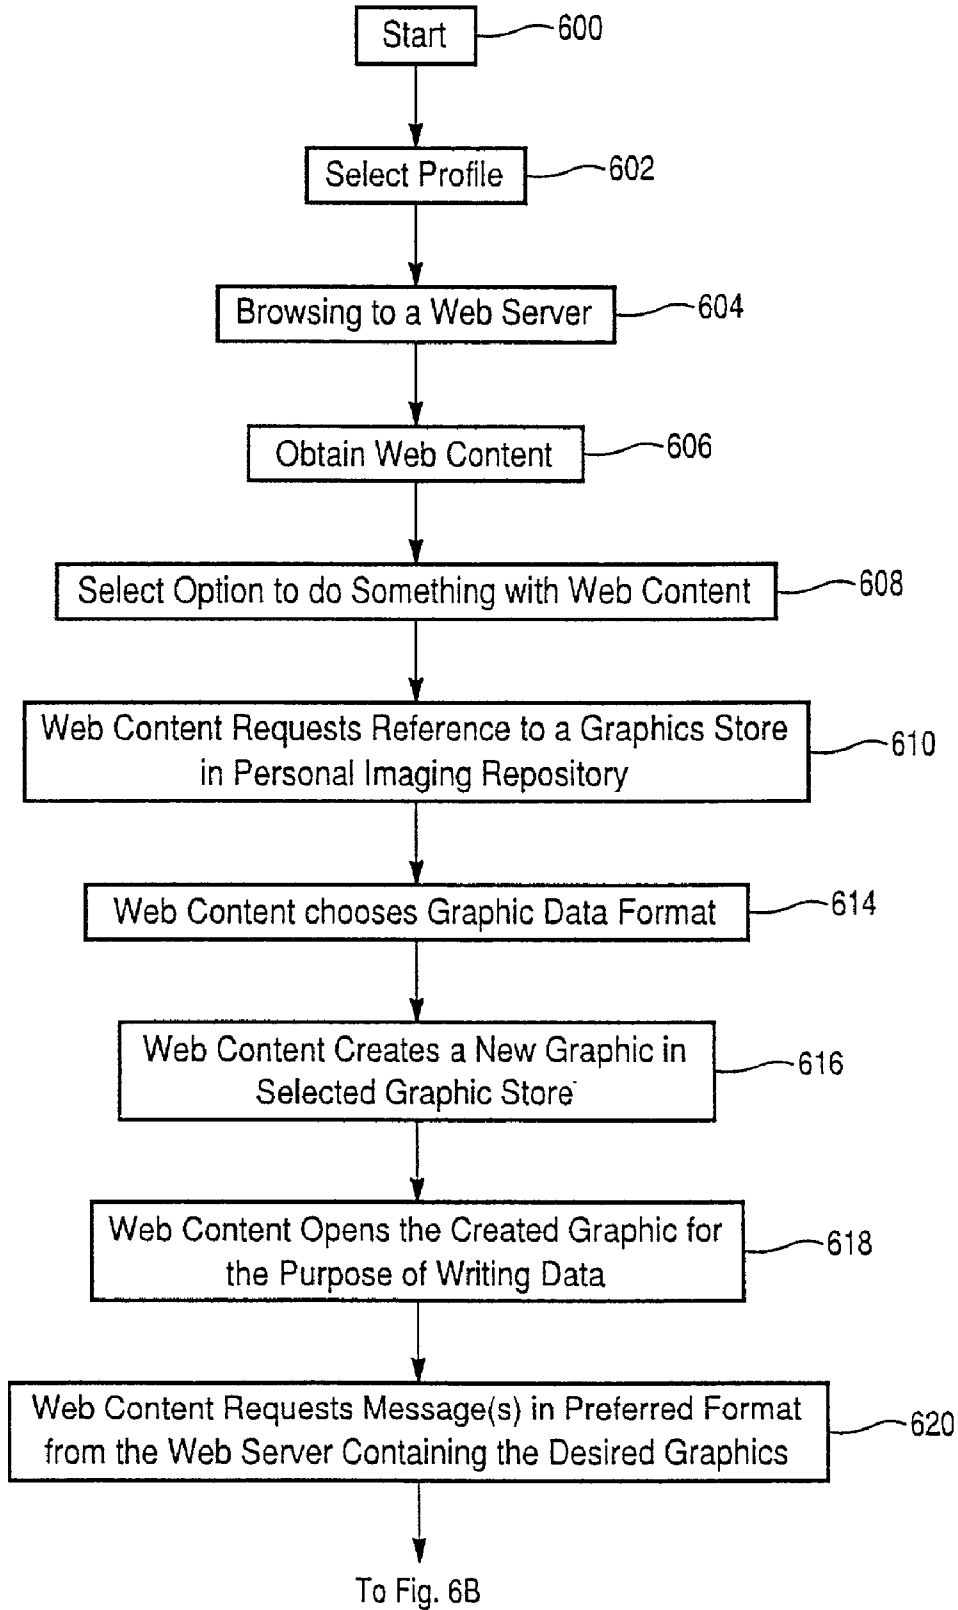 Start
600
Select Profile
602
Browsing to a Web Server
604
Obtain Web Content
606
Select Option to do Something with Web Content
608
Web Content Requests Reference to a Graphics Store
in Personal Imaging Repository
610
Web Content chooses Graphic Data Format
614
Web Content Creates a New Graphic in
Selected Graphic Store
616
Web Content Opens the Created Graphic for
the Purpose of Writing Data
618
Web Content Requests Message(s) in Preferred Format
from the Web Server Containing the Desired Graphics
620
To Fig. 6B